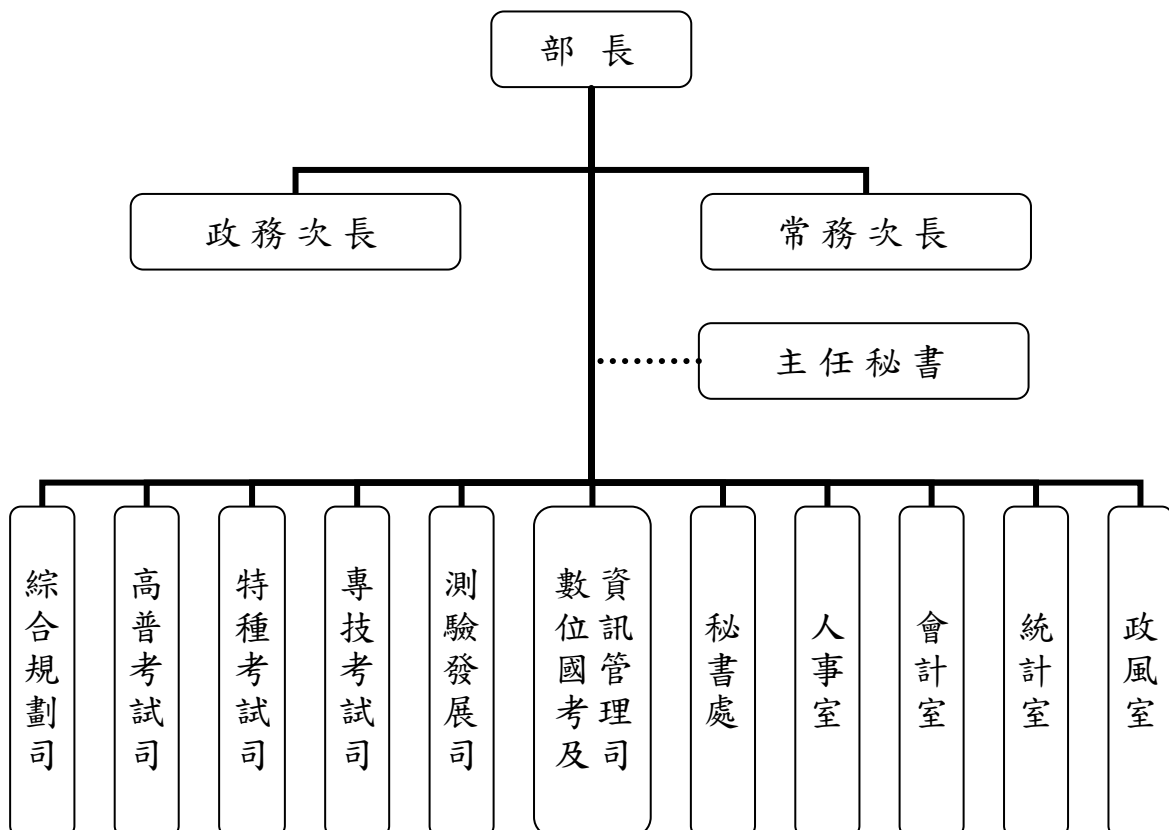 部長
政務次長
常務次長
主任秘書
綜合規劃司
高普考試司
特種考試司
專技考試司
測驗發展司
數位國考及
資訊管理司
秘書處
人事室
會計室
統計室
政風室